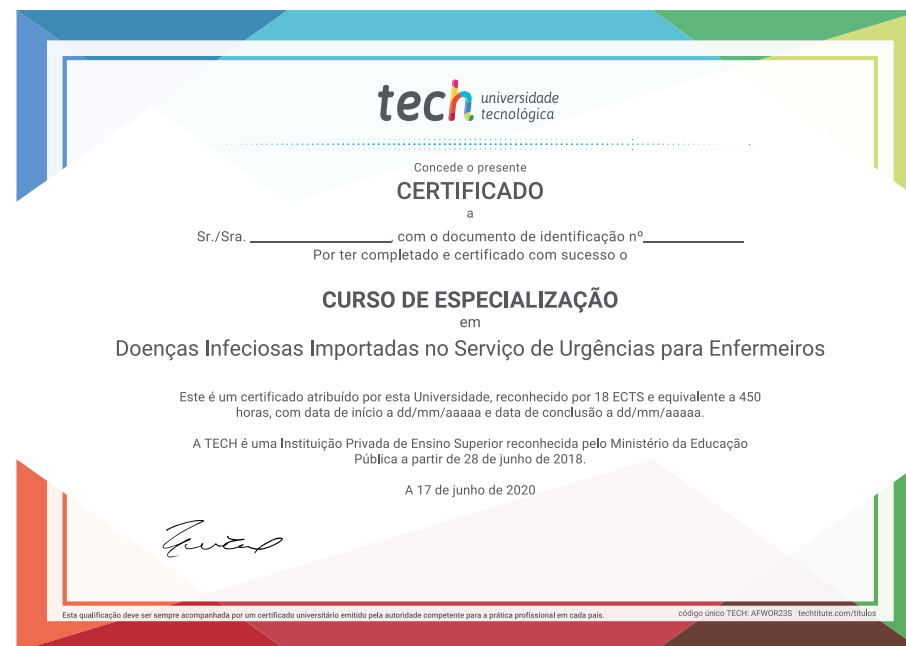 tech universidade
tecnológica
Concede o presente
CERTIFICADO
a
Sr./Sra. ____________________, com o documento de identificação nº______________
Por ter completado e certificado com sucesso o
CURSO DE ESPECIALIZAÇÃO
em
Doenças Infeciosas Importadas no Serviço de Urgências para Enfermeiros
Este é um certificado atribuído por esta Universidade, reconhecido por 18 ECTS e equivalente a 450
horas, com data de início a dd/mm/aaaaa e data de conclusão a dd/mm/aaaaa.
A TECH é uma Instituição Privada de Ensino Superior reconhecida pelo Ministério da Educação
Pública a partir de 28 de junho de 2018.
A 17 de junho de 2020
Esta qualificação deve ser sempre acompanhada por um certificado universitário emitido pela autoridade competente para a prática profissional em cada país.
código único TECH: AFWOR23S techtitute.com/titulos